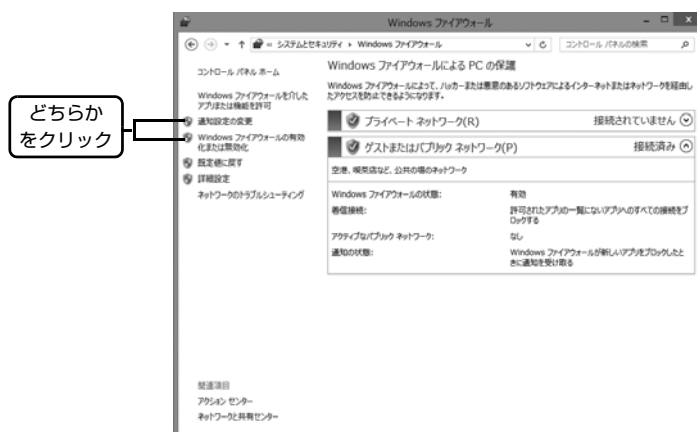 Windows ファイアウォール
システムとセキュリティ
Windows ファイアウォール
コントロール パネルの検索
どちらか
をクリック
コントロール パネル ホーム
Windows ファイアウォールを介した
アプリまたは機能を許可
通知設定の変更
Windows ファイアウォールの有効
化または無効化
既定値に戻す
詳細設定
ネットワークのトラブルシューティング
Windows ファイアウォールによる PC の保護
Windows ファイアウォールによって、ハッカーまたは悪意のあるソフトウェアによるインターネットまたはネットワークを経由し
たアクセスを防止できるようになります。
プライベート ネットワーク(R)
接続されていません
ゲストまたはパブリック ネットワーク(P)
接続済み
空港、喫茶店など、公共の場のネットワーク
Windows ファイアウォールの状態:
有効
着信接続:
許可されたアプリの一覧にないアプリへのすべての接続をブ
ロックする
アクティブなパブリック ネットワーク:
なし
通知の状態:
Windows ファイアウォールが新しいアプリをブロックしたと
きに通知を受け取る
関連項目
アクション センター
ネットワークと共有センター